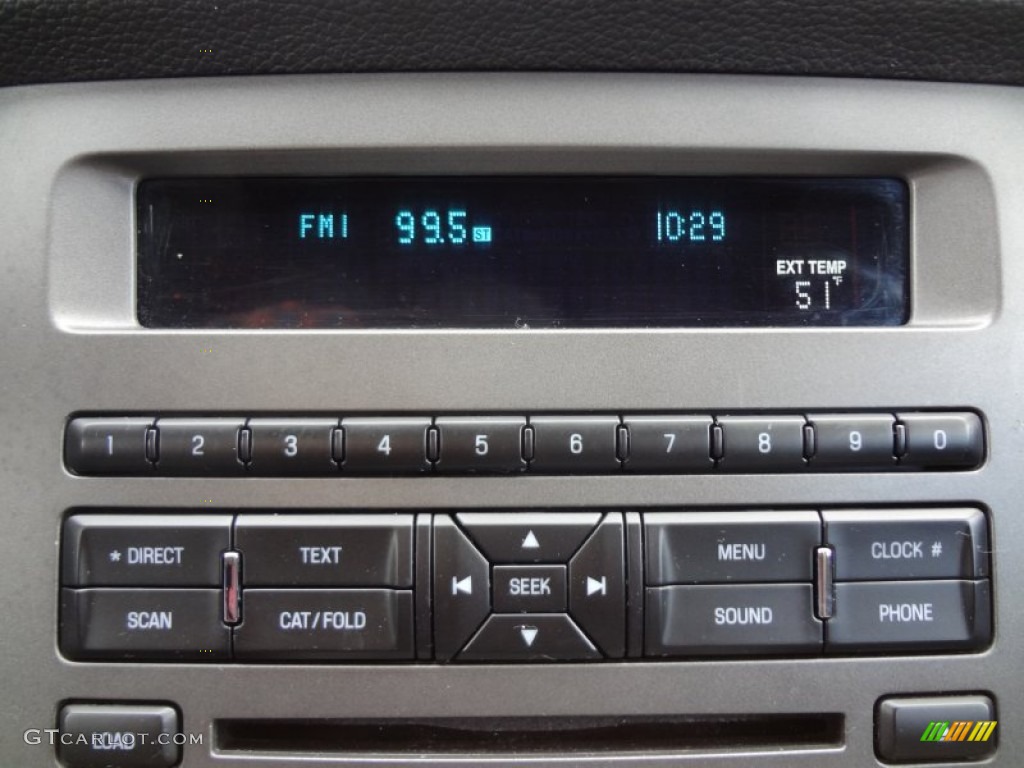 FM1 99.5 ST 10:29
EXT TEMP
51 °F
1 2 3 4 5 6 7 8 9 0
* DIRECT TEXT MENU CLOCK #
SEEK
SCAN CAT/FOLD SOUND PHONE
LOAD
GTCARLOT.COM